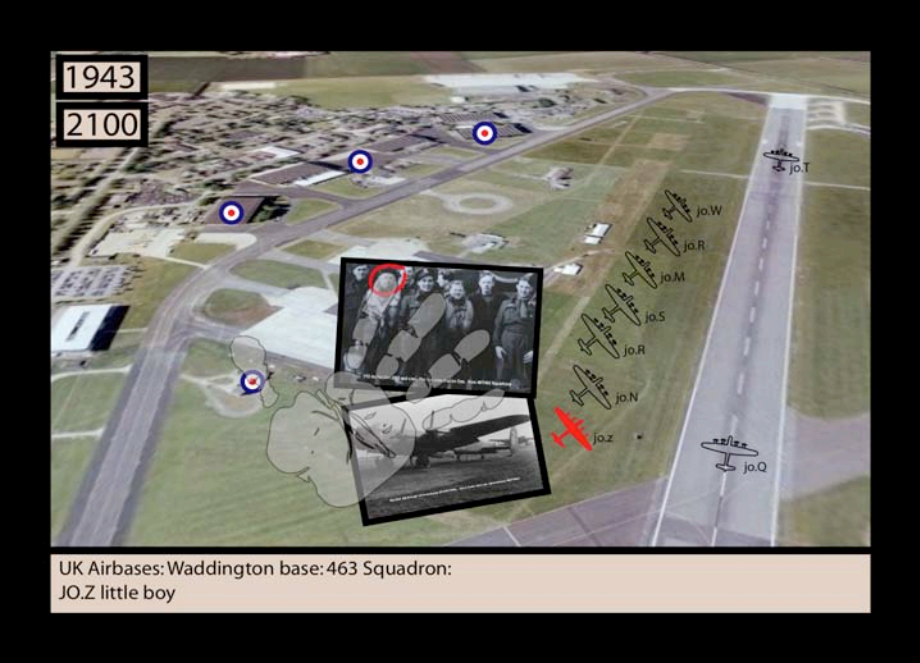 1943
2100
jo.T
jo.W
jo.R
jo.M
jo.S
jo.R
jo.N
jo.z
jo.Q
UK Airbases: Waddington base: 463 Squadron:
JO.Z little boy